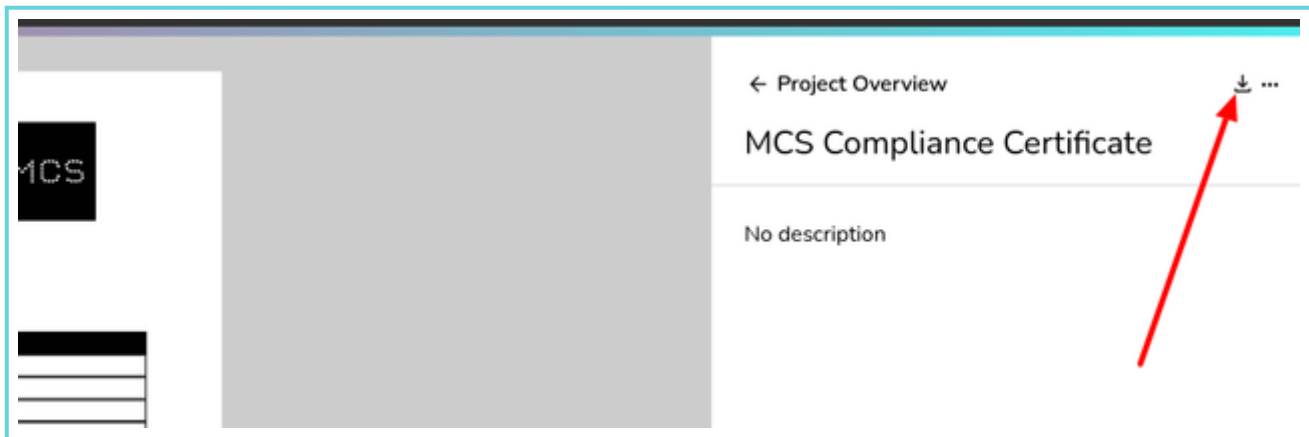 ← Project Overview
MCS Compliance Certificate
MCS
No description